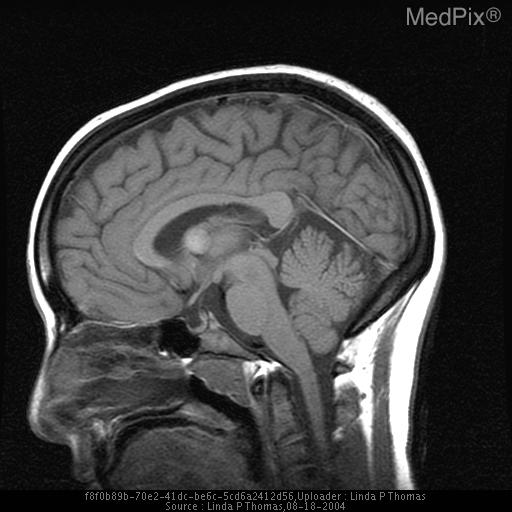 MedPix®
f8f0b89b-70e2-41dc-be6c-5cd6a2412d56,Uploader : Linda P Thomas
Source : Linda P Thomas,08-18-2004